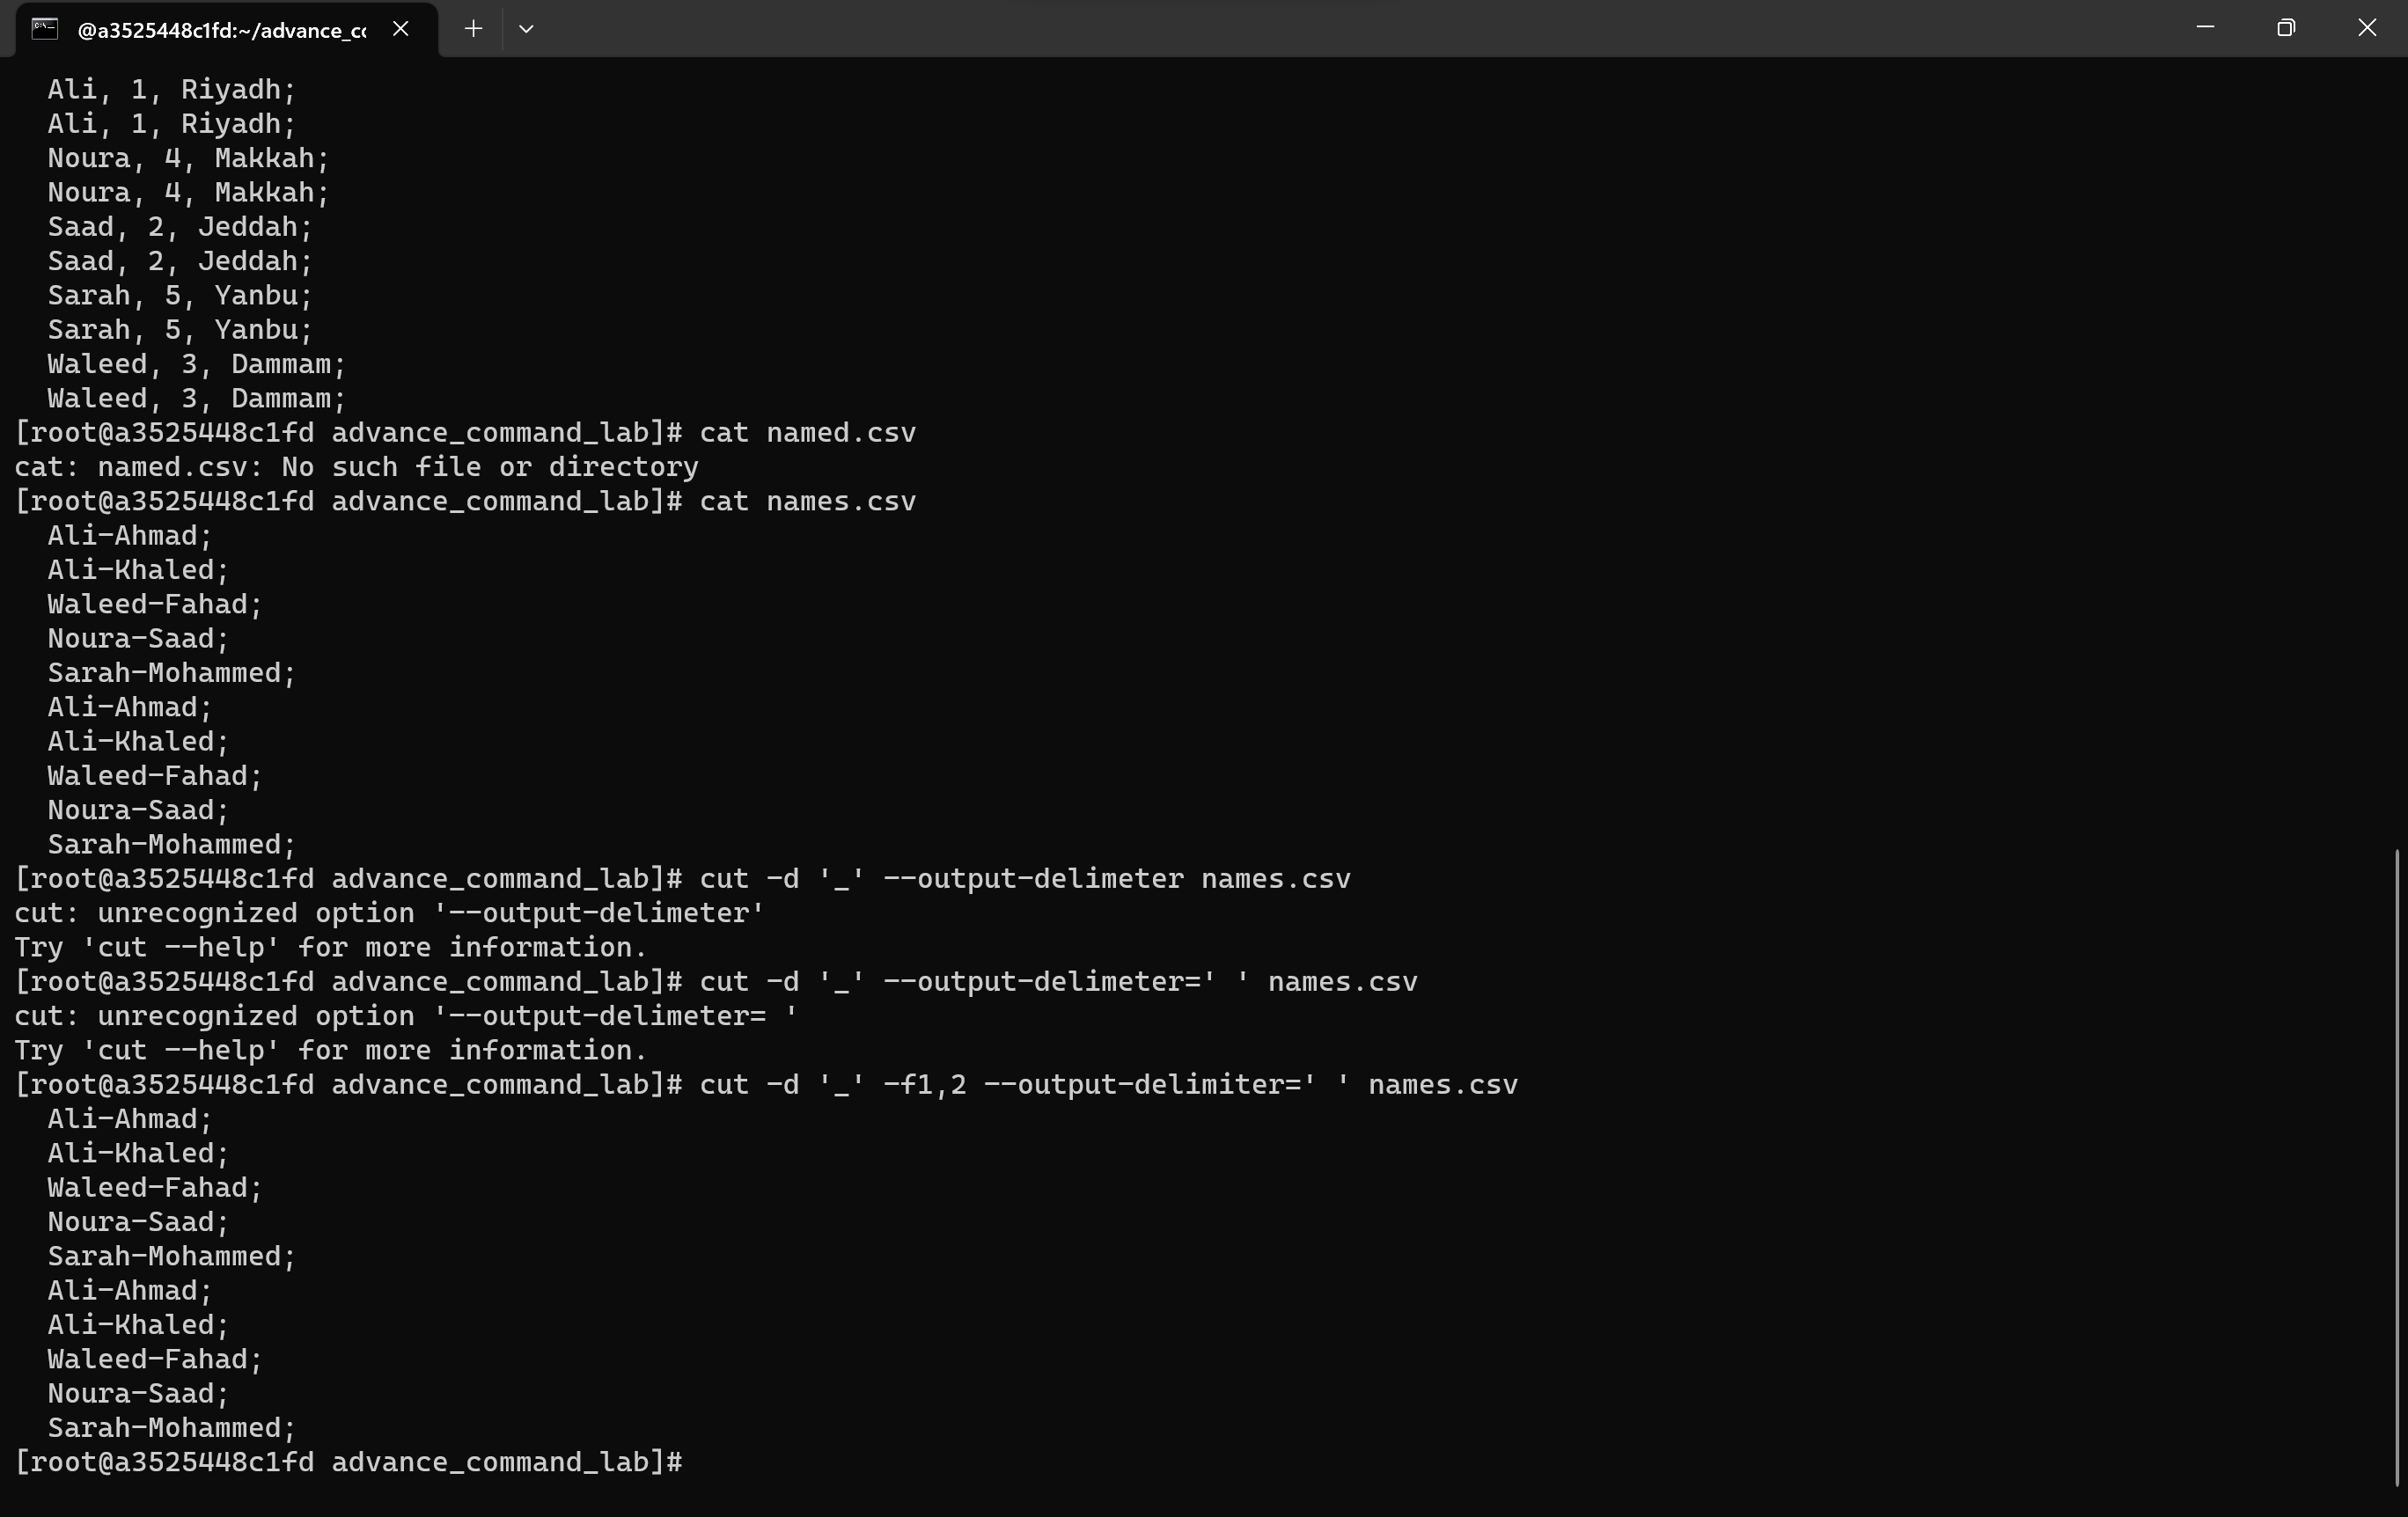 @a3525448c1fd:~/advance_cc
Ali, 1, Riyadh;
Ali, 1, Riyadh;
Noura, 4, Makkah;
Noura, 4, Makkah;
Saad, 2, Jeddah;
Saad, 2, Jeddah;
Sarah, 5, Yanbu;
Sarah, 5, Yanbu;
Waleed, 3, Dammam;
Waleed, 3, Dammam;
[root@a3525448c1fd advance_command_lab]# cat named.csv
cat: named.csv: No such file or directory
[root@a3525448c1fd advance_command_lab]# cat names.csv
Ali-Ahmad;
Ali-Khaled;
Waleed-Fahad;
Noura-Saad;
Sarah-Mohammed;
Ali-Ahmad;
Ali-Khaled;
Waleed-Fahad;
Noura-Saad;
Sarah-Mohammed;
[root@a3525448c1fd advance_command_lab]# cut -d '_' --output-delimeter names.csv
cut: unrecognized option '--output-delimeter'
Try 'cut --help' for more information.
[root@a3525448c1fd advance_command_lab]# cut -d '_' --output-delimeter=' ' names.csv
cut: unrecognized option '--output-delimeter= '
Try 'cut --help' for more information.
[root@a3525448c1fd advance_command_lab]# cut -d '_' -f1,2 --output-delimiter=' ' names.csv
Ali-Ahmad;
Ali-Khaled;
Waleed-Fahad;
Noura-Saad;
Sarah-Mohammed;
Ali-Ahmad;
Ali-Khaled;
Waleed-Fahad;
Noura-Saad;
Sarah-Mohammed;
[root@a3525448c1fd advance_command_lab]#